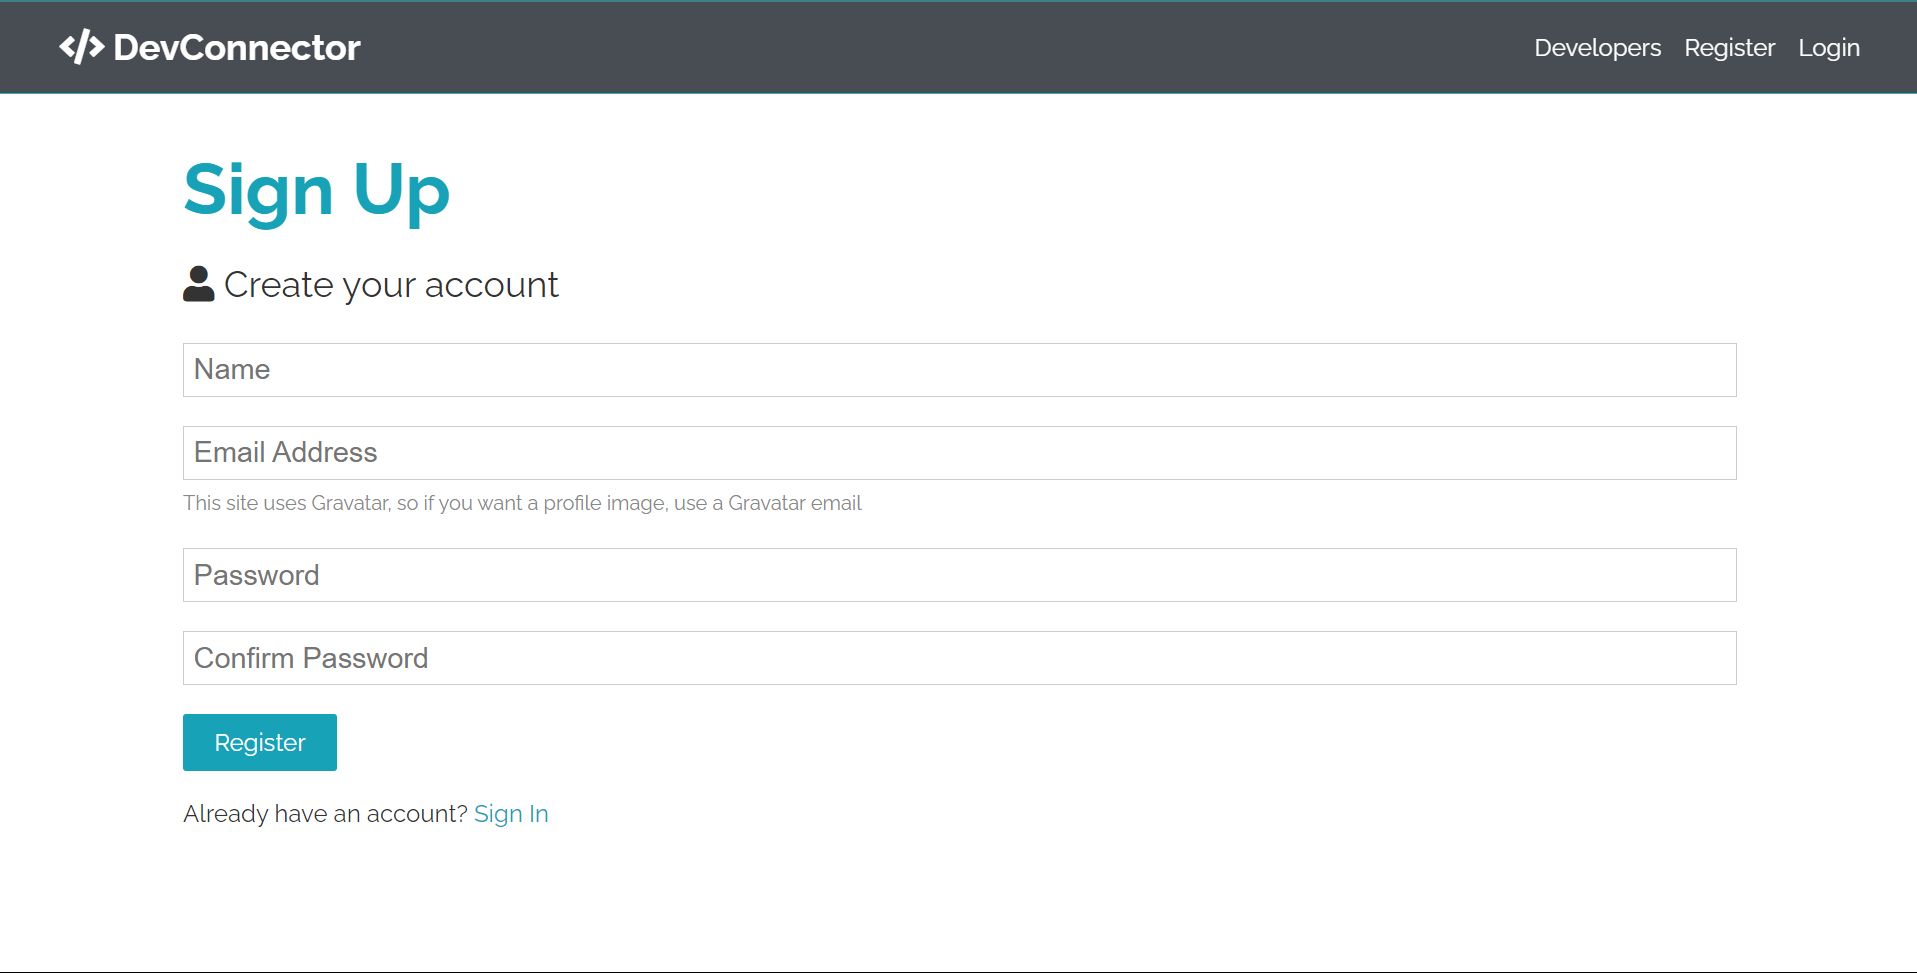 </> DevConnector
Developers Register Login
Sign Up
Create your account
Name
Email Address
This site uses Gravatar, so if you want a profile image, use a Gravatar email
Password
Confirm Password
Register
Already have an account? Sign In